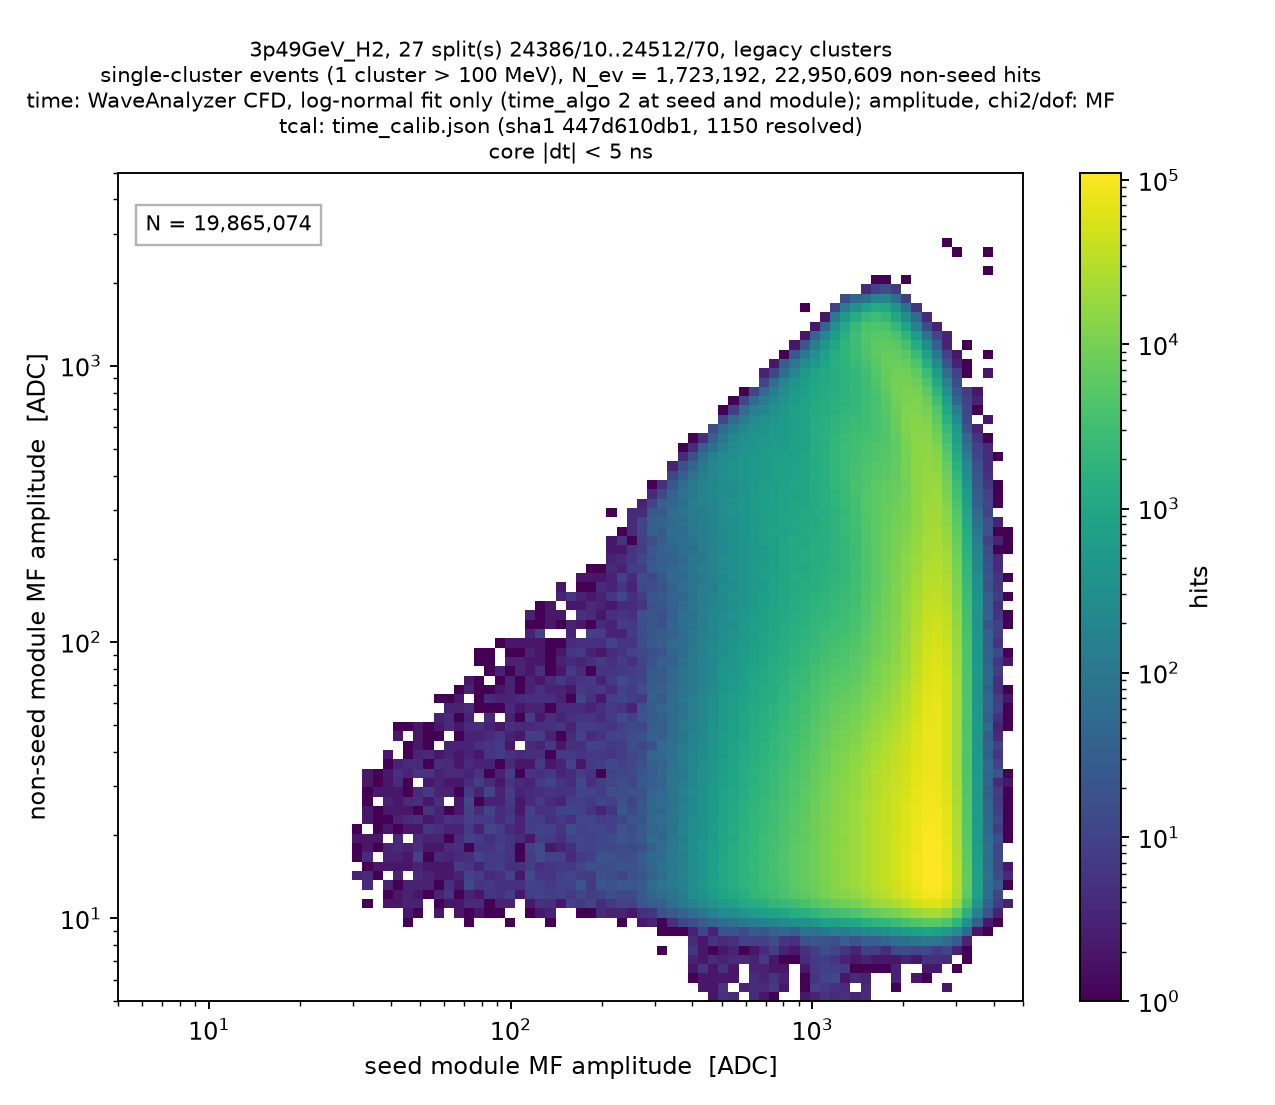 3p49GeV_H2, 27 split(s) 24386/10..24512/70, legacy clusters
single-cluster events (1 cluster > 100 MeV), N_ev = 1,723,192, 22,950,609 non-seed hits
time: WaveAnalyzer CFD, log-normal fit only (time_algo 2 at seed and module); amplitude, chi2/dof: MF
tcal: time_calib.json (sha1 447d610db1, 1150 resolved)
core |dt| < 5 ns
N = 19,865,074
non-seed module MF amplitude [ADC]
10³
10²
10¹
10¹
10²
10³
seed module MF amplitude [ADC]
10⁵
10⁴
10³
10²
10¹
10⁰
hits